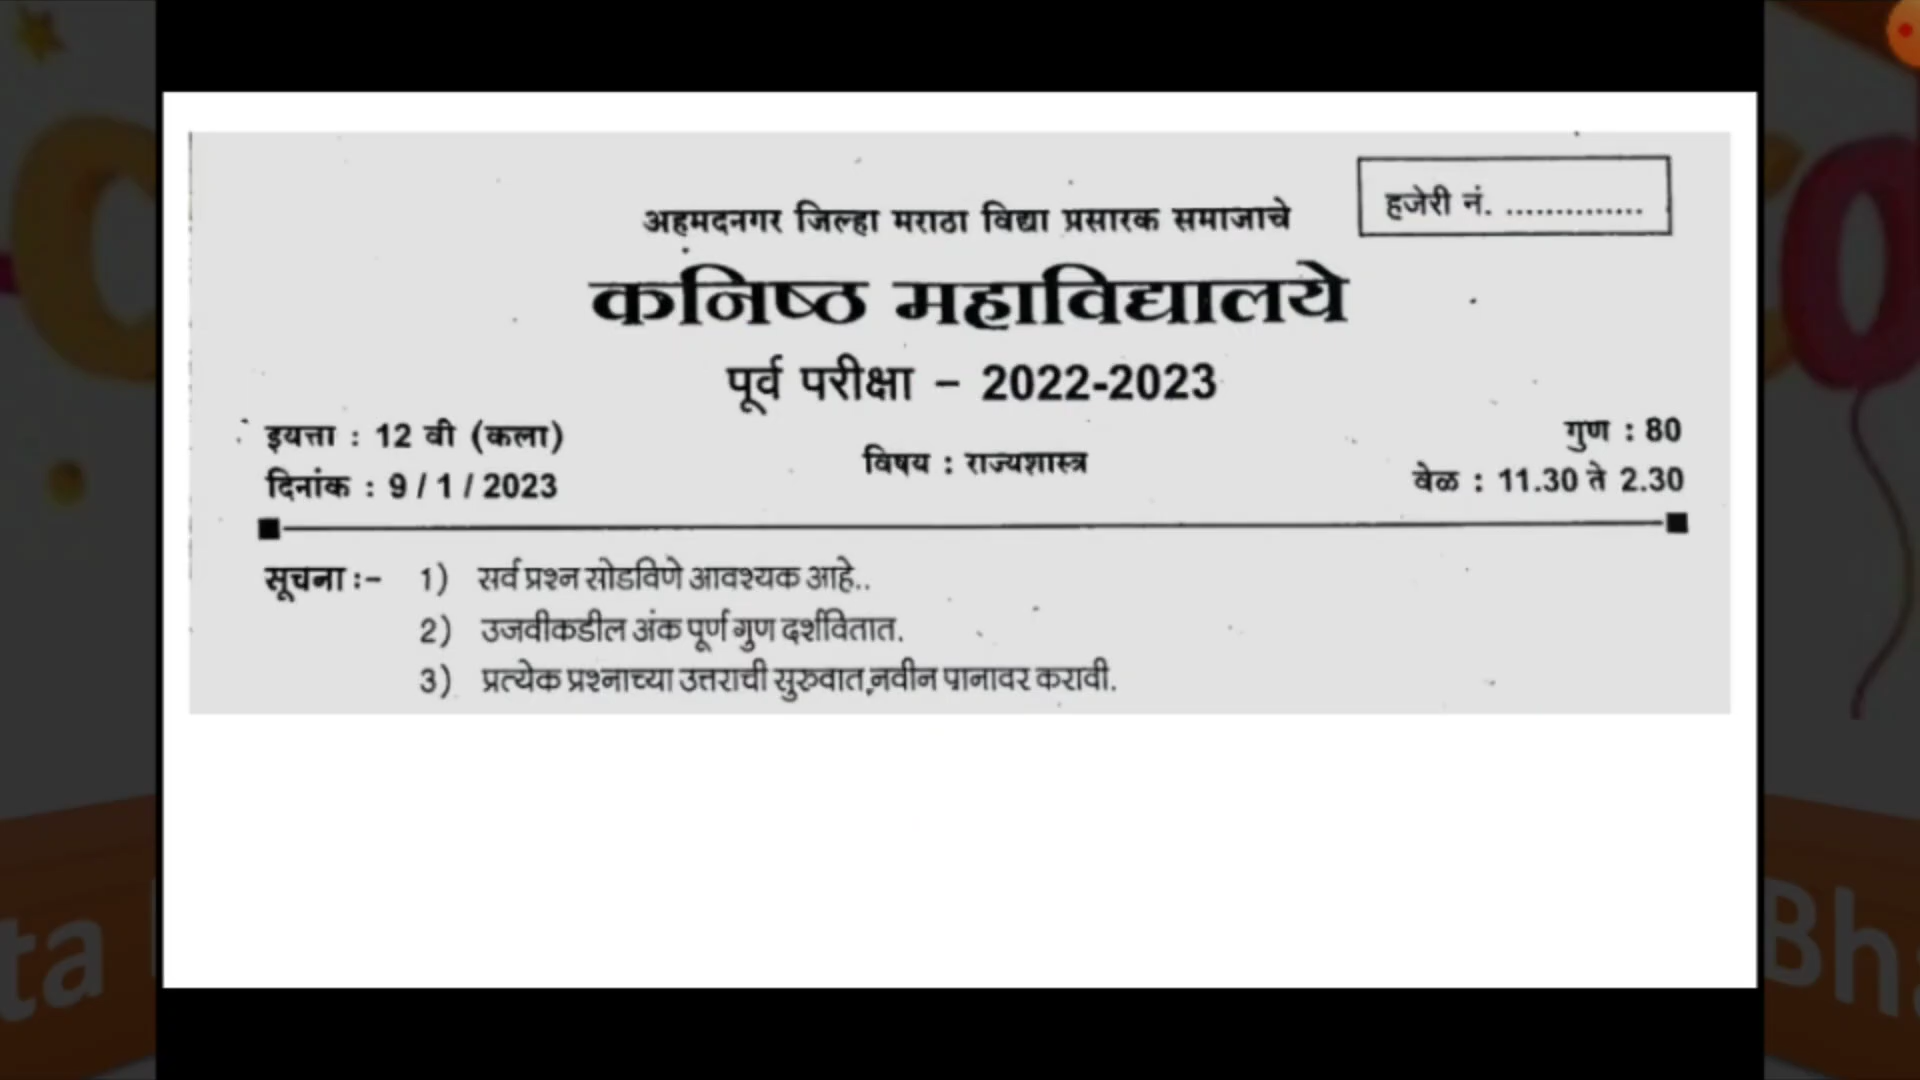 हजेरी नं. ..............
अहमदनगर जिल्हा मराठा विद्या प्रसारक समाजाचे
कनिष्ठ महाविद्यालये
पूर्व परीक्षा – 2022-2023
इयत्ता : 12 वी (कला)
गुण : 80
विषय : राज्यशास्त्र
दिनांक : 9 / 1 / 2023
वेळ : 11.30 ते 2.30
सूचना :- 1) सर्व प्रश्न सोडविणे आवश्यक आहे..
2) उजवीकडील अंक पूर्ण गुण दर्शवितात.
3) प्रत्येक प्रश्नाच्या उत्तराची सुरुवात,नवीन पानावर करावी.
ta
Bha